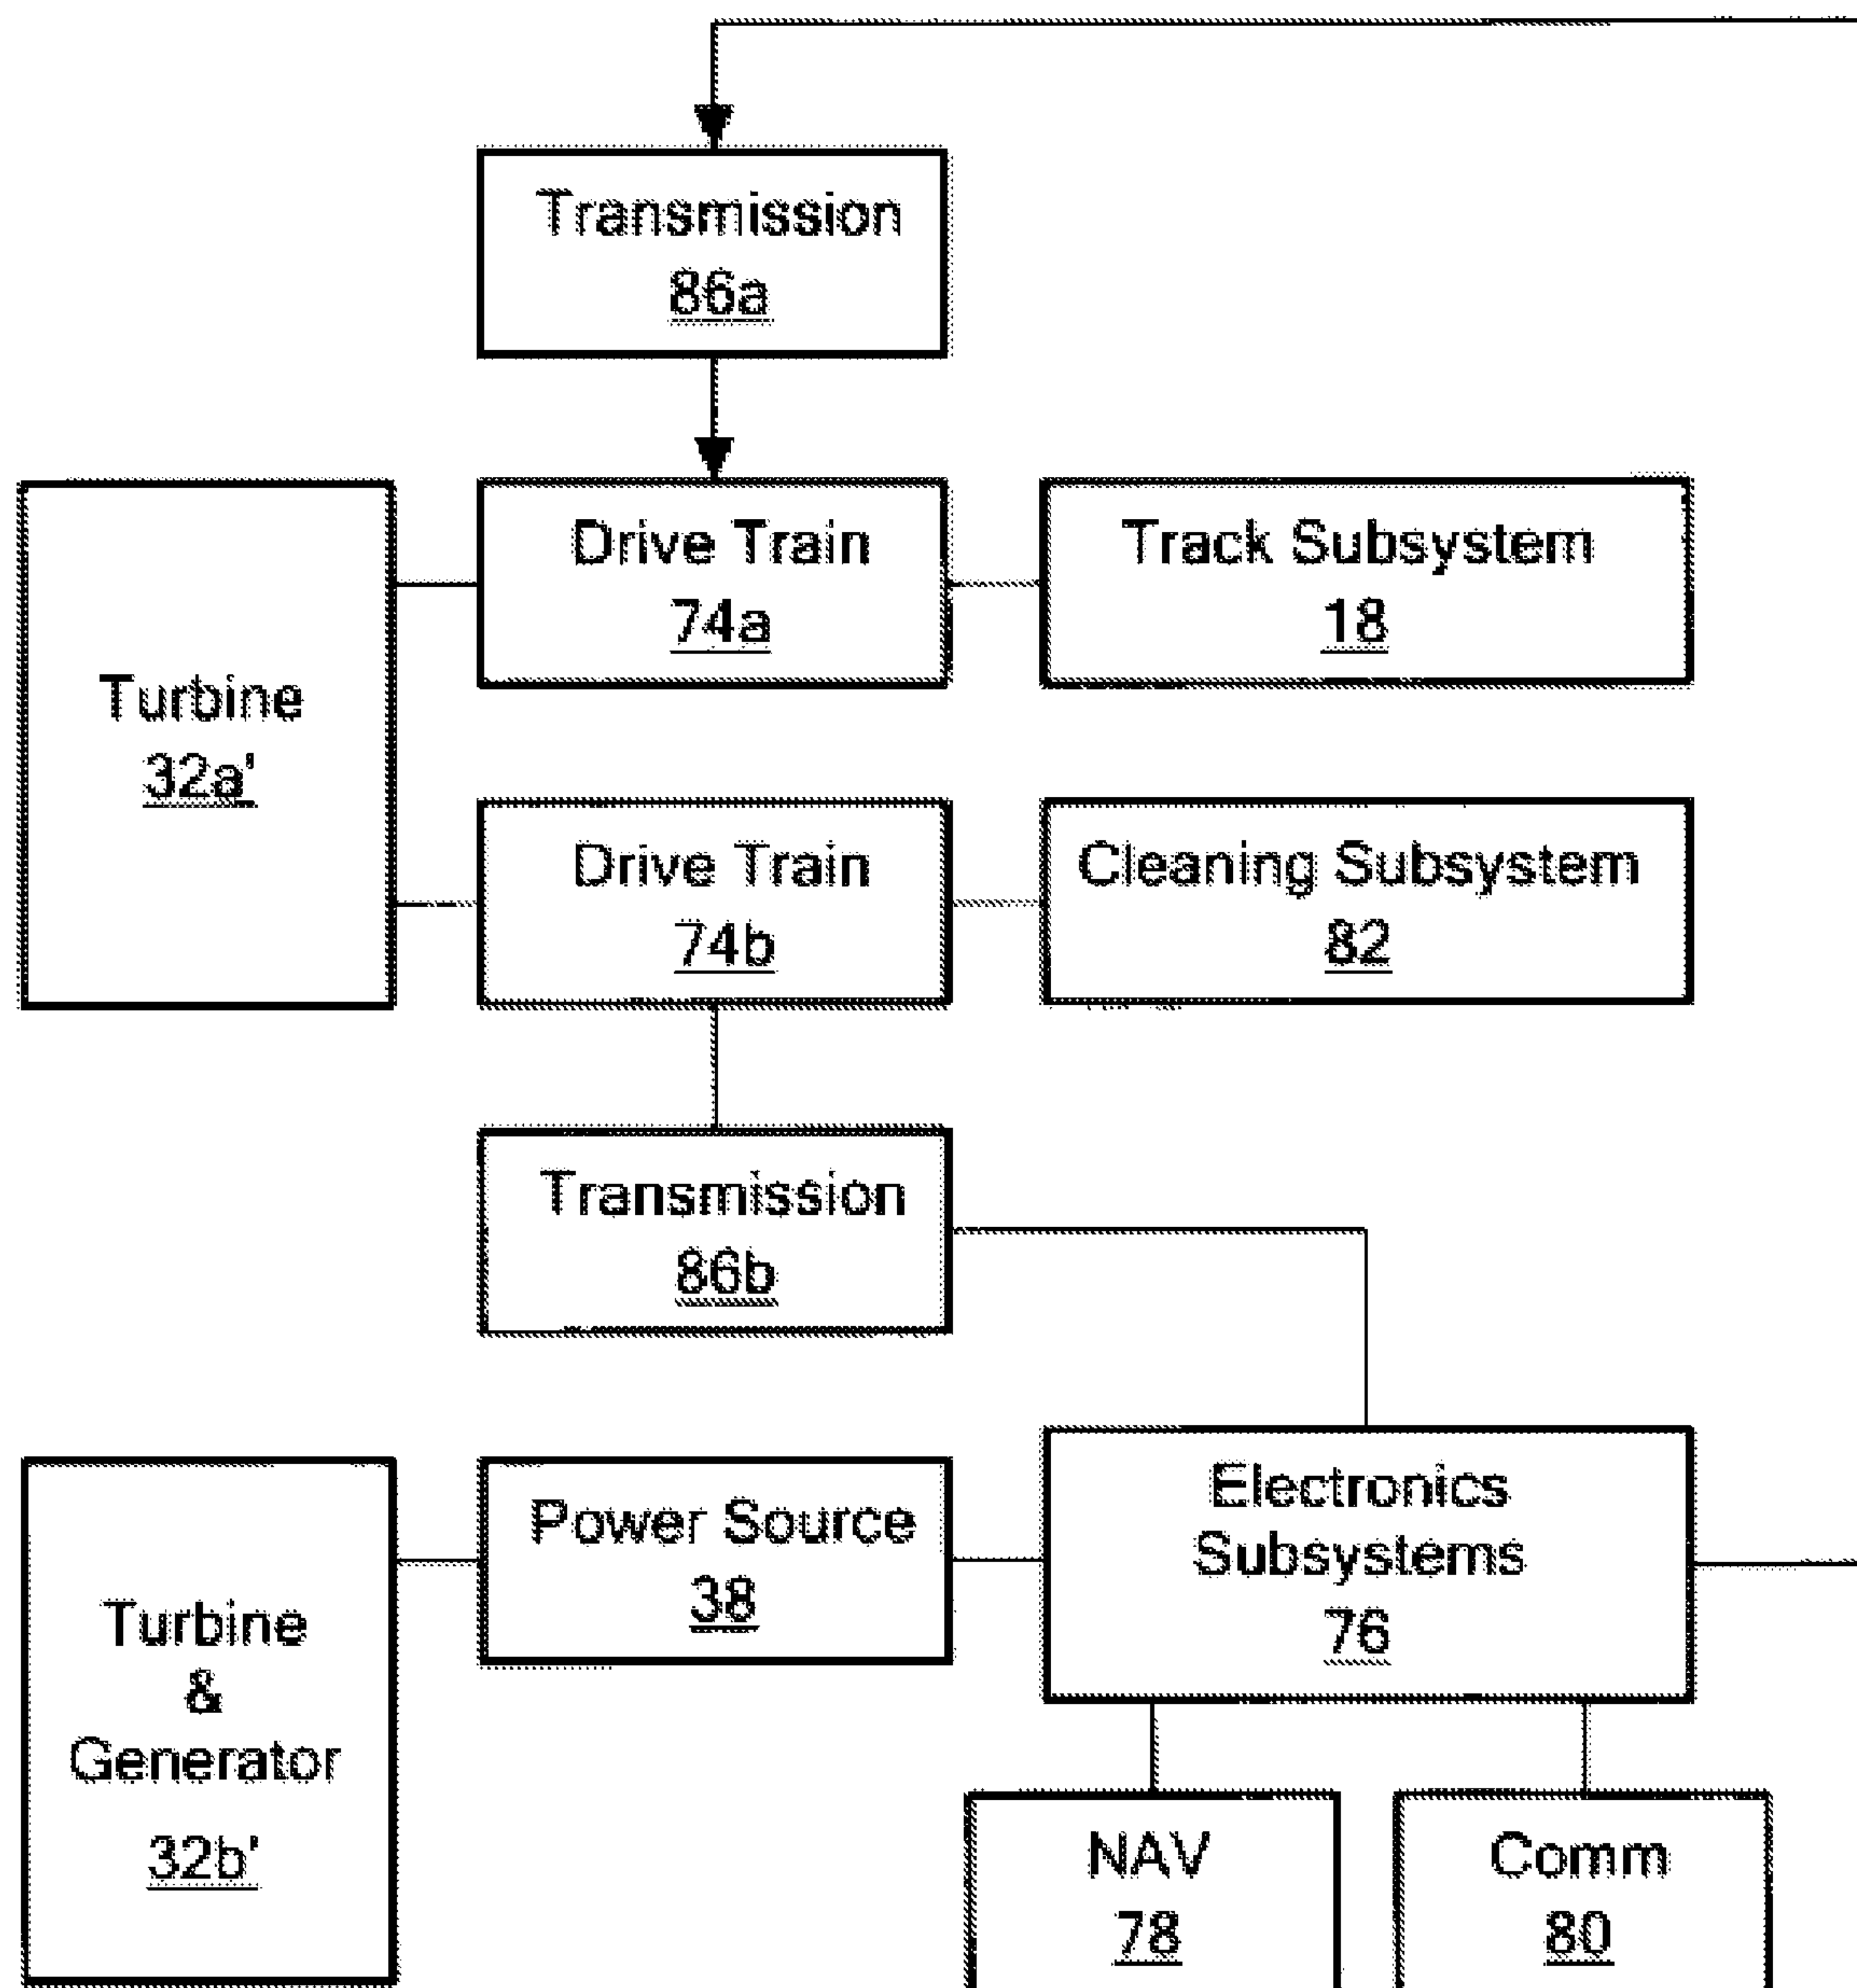 Transmission
86a
Drive Train
74a
Track Subsystem
18
Turbine
32a'
Drive Train
74b
Cleaning Subsystem
82
Transmission
86b
Power Source
38
Electronics
Subsystems
76
Turbine
&
Generator
32b'
NAV
78
Comm
80